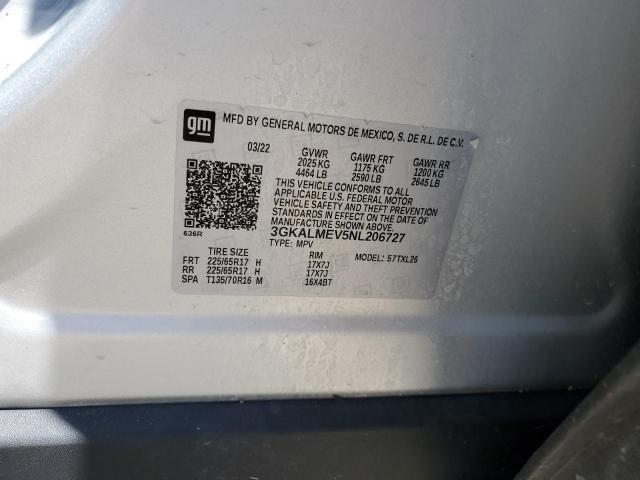 gm
MFD BY GENERAL MOTORS DE MEXICO, S. DE R.L. DE C.V.
03/22 GVWR GAWR FRT GAWR RR
2025 KG 1175 KG 1200 KG
4464 LB 2590 LB 2645 LB
THIS VEHICLE CONFORMS TO ALL
APPLICABLE U.S. FEDERAL MOTOR
VEHICLE SAFETY AND THEFT PREVENTION
STANDARDS IN EFFECT ON THE DATE OF
MANUFACTURE SHOWN ABOVE.
3GKALMEV5NL206727
636R TYPE: MPV MODEL: 57TXL26
TIRE SIZE RIM
FRT 225/65R17 H 17X7J
RR 225/65R17 H 17X7J
SPA T135/70R16 M 16X4BT